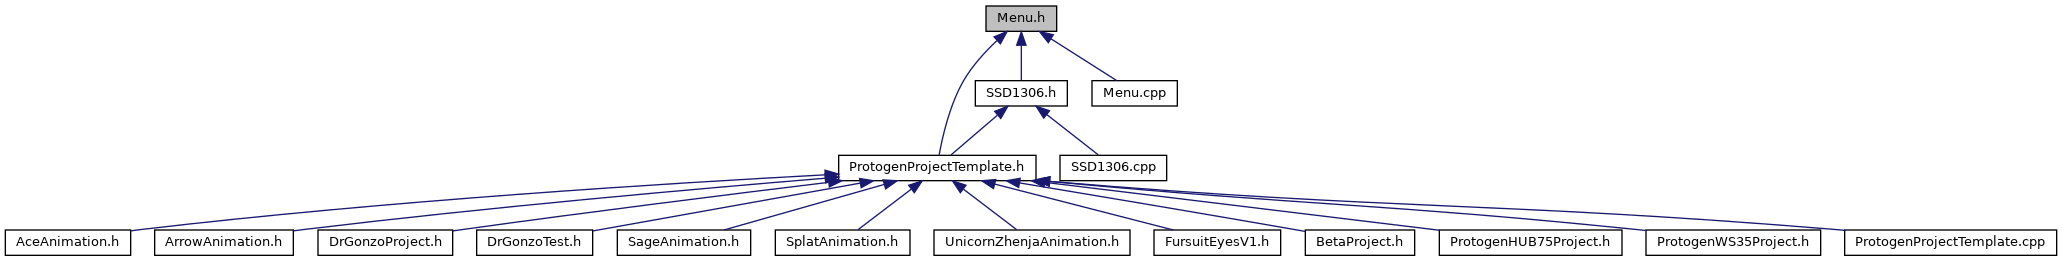 Menu.h
SSD1306.h
Menu.cpp
ProtogenProjectTemplate.h
SSD1306.cpp
AceAnimation.h
ArrowAnimation.h
DrGonzoProject.h
DrGonzoTest.h
SageAnimation.h
SplatAnimation.h
UnicornZhenjaAnimation.h
FursuitEyesV1.h
BetaProject.h
ProtogenHUB75Project.h
ProtogenWS35Project.h
ProtogenProjectTemplate.cpp